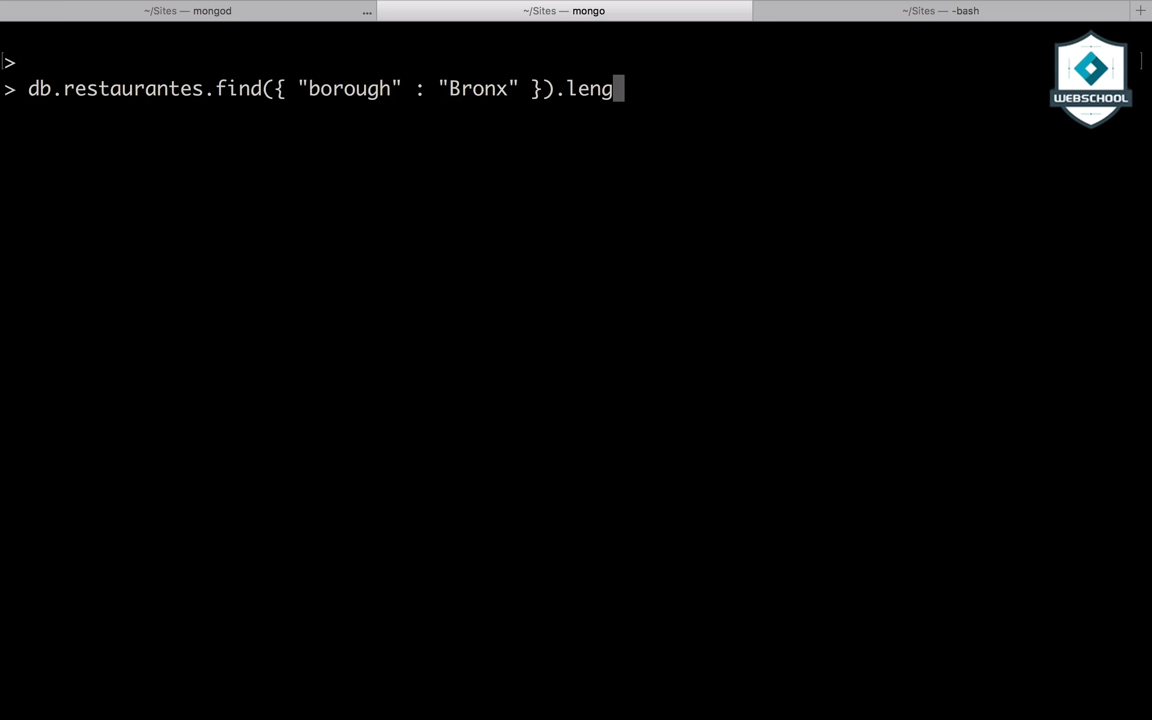 ~/Sites — mongod ...
~/Sites — mongo
~/Sites — -bash
>
> db.restaurantes.find({ "borough" : "Bronx" }).leng
WEBSCHOOL